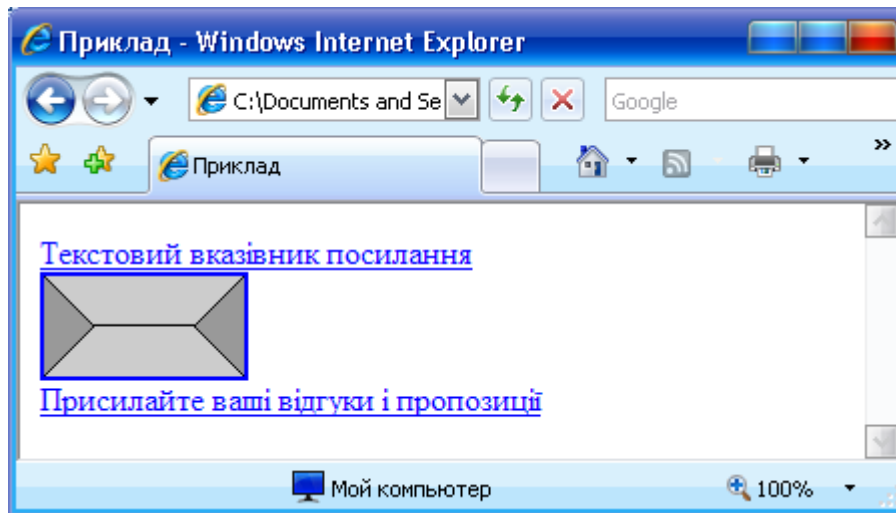 Приклад - Windows Internet Explorer
C:\Documents and Se
Google
Приклад
»
Текстовий вказівник посилання
Присилайте ваші відгуки і пропозиції
Мой компьютер
100%